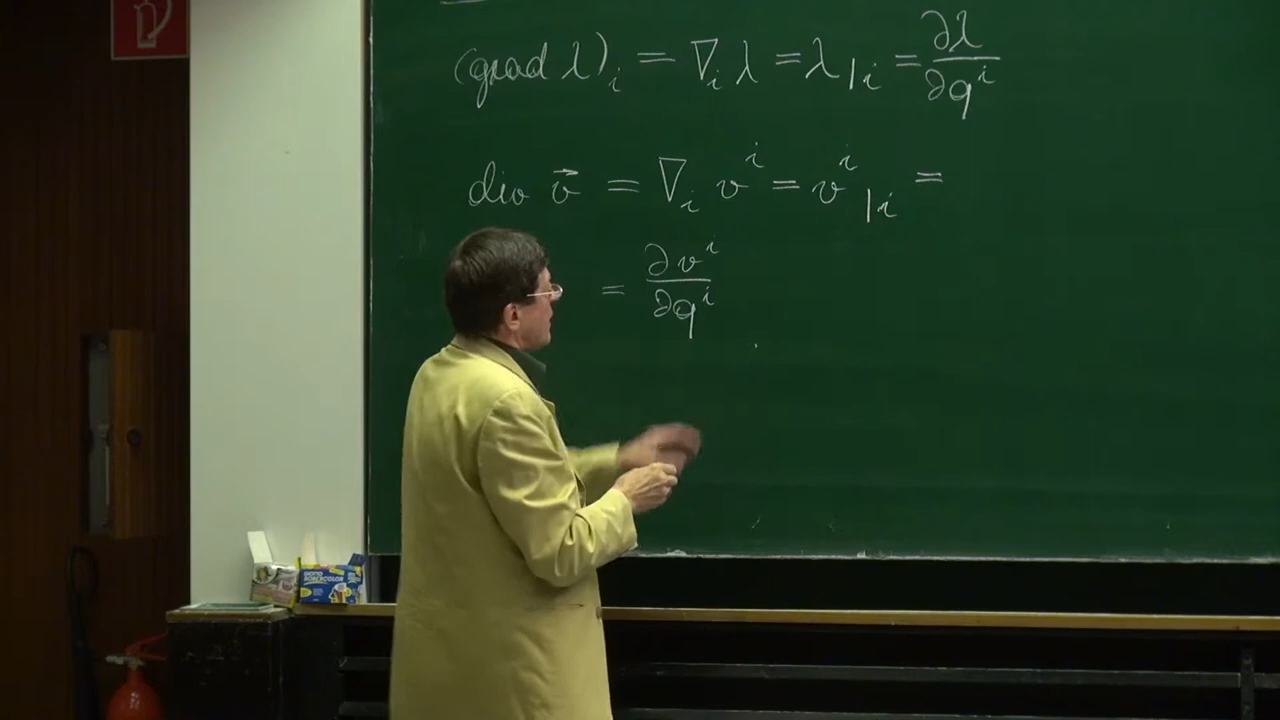 (grad λ)ᵢ = ∇ᵢ λ = λ|ᵢ = ∂λ/∂qⁱ
div v⃗ = ∇ᵢ vⁱ = vⁱ|ᵢ =
= ∂vⁱ/∂qⁱ